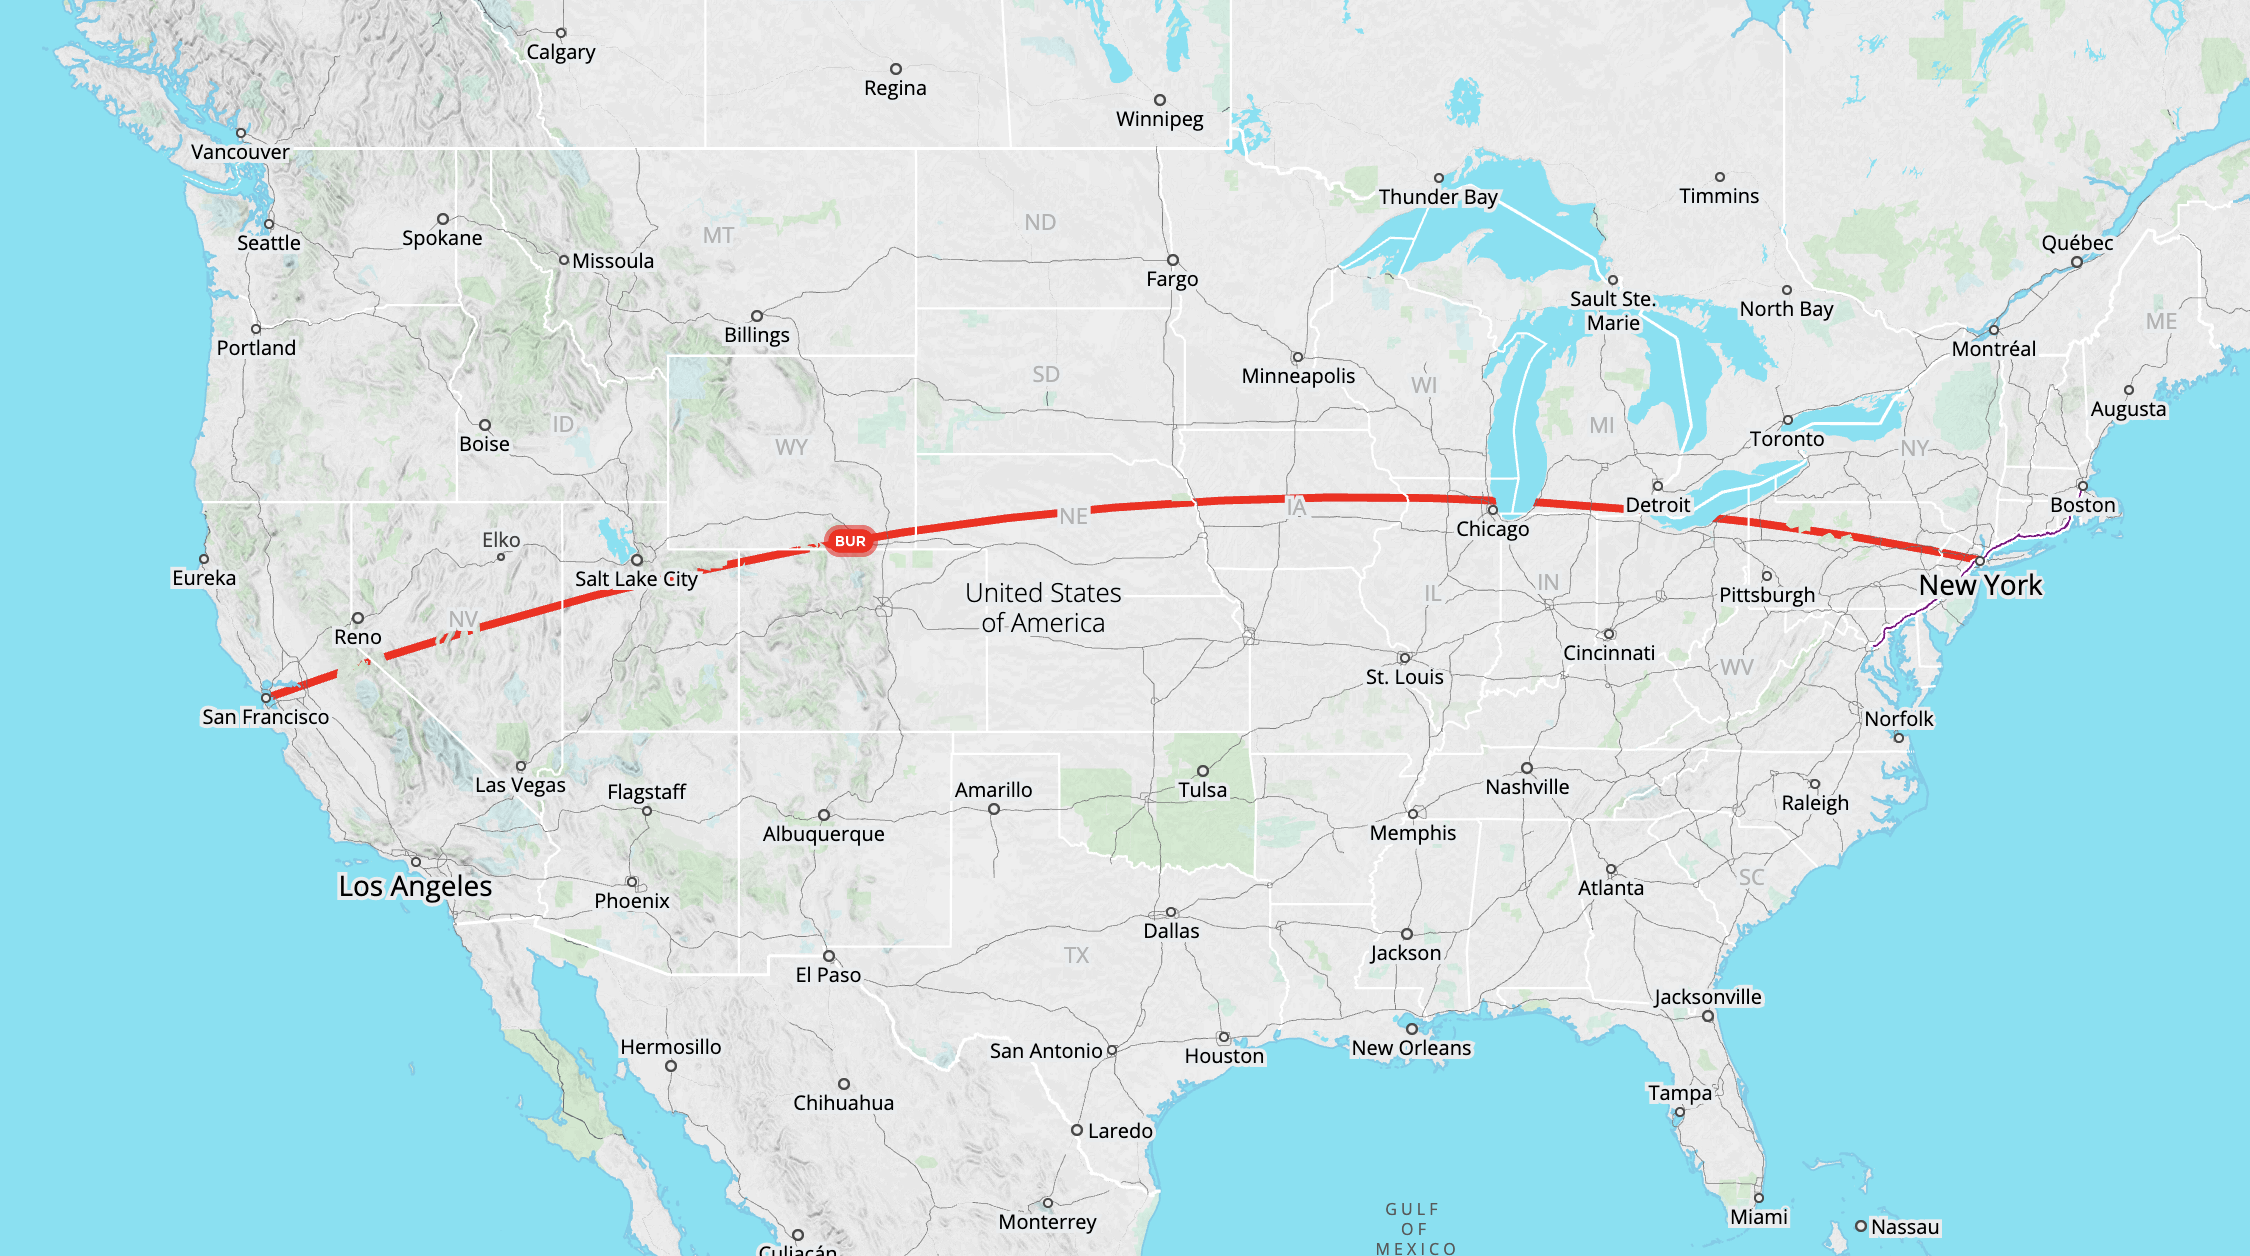 Calgary
Regina
Winnipeg
Vancouver
Thunder Bay
Timmins
Seattle
Spokane
Missoula
MT
ND
Fargo
Québec
Sault Ste.
Marie
North Bay
Portland
Billings
Montréal
ME
Minneapolis
SD
WI
Augusta
Boise
ID
WY
MI
Toronto
NY
Detroit
Boston
NE
IA
Chicago
BUR
Elko
Eureka
Salt Lake City
New York
United States
of America
IL
IN
Pittsburgh
Reno
NV
Cincinnati
St. Louis
WV
San Francisco
Norfolk
Las Vegas
Flagstaff
Amarillo
Tulsa
Nashville
Raleigh
Albuquerque
Memphis
Los Angeles
Phoenix
Atlanta
SC
Dallas
Jackson
TX
El Paso
Jacksonville
Hermosillo
San Antonio
Houston
New Orleans
Chihuahua
Tampa
Laredo
Monterrey
GULF
OF
MEXICO
Miami
Nassau
Culiacán